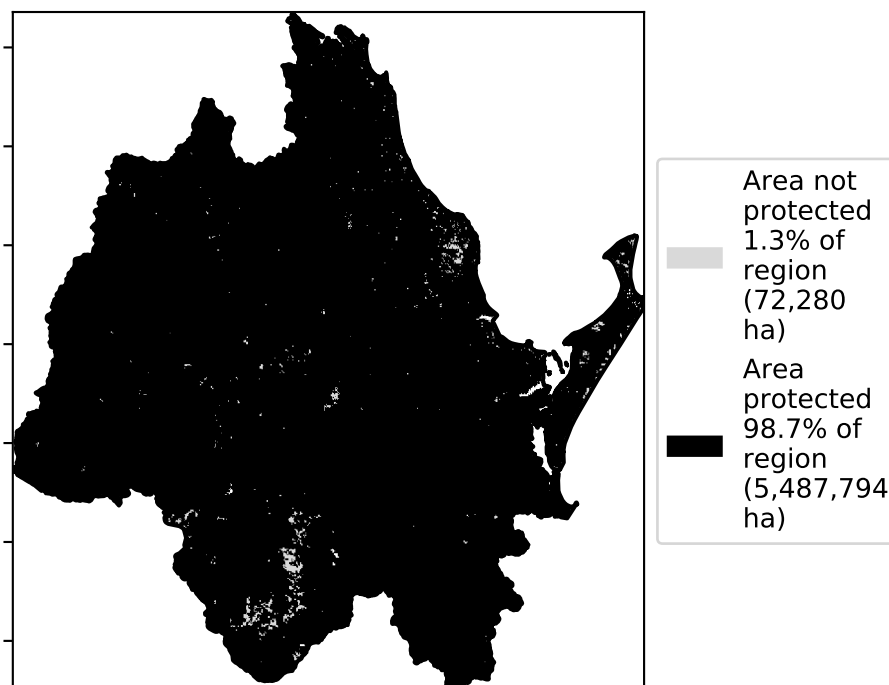 Area not
protected
1.3% of
region
(72,280
ha)
Area
protected
98.7% of
region
(5,487,794
ha)